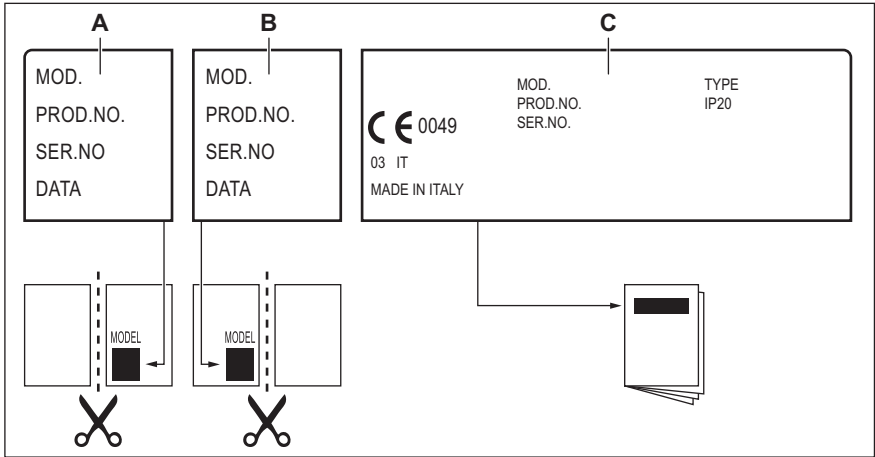 A
B
C
MOD.
PROD.NO.
SER.NO
DATA
MOD.
PROD.NO.
SER.NO
DATA
MOD.
PROD.NO.
SER.NO.
TYPE
IP20
CE 0049
03 IT
MADE IN ITALY
MODEL
MODEL